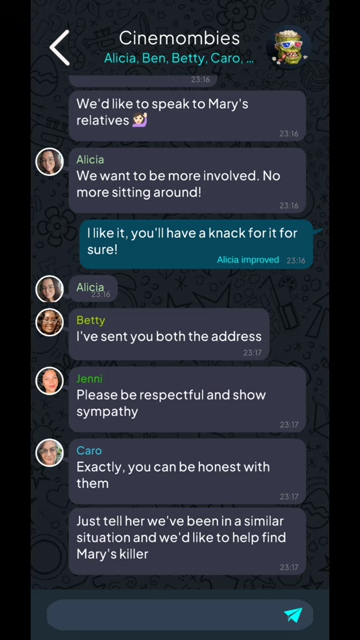 Cinemombies
Alicia, Ben, Betty, Caro, ...
23:16
We'd like to speak to Mary's
relatives 🙋🏻‍♀️
23:16
Alicia
We want to be more involved. No
more sitting around!
23:16
I like it, you'll have a knack for it for
sure!
Alicia improved 23:16
Alicia
23:16
Betty
I've sent you both the address
23:17
Jenni
Please be respectful and show
sympathy
23:17
Caro
Exactly, you can be honest with
them
23:17
Just tell her we've been in a similar
situation and we'd like to help find
Mary's killer
23:17